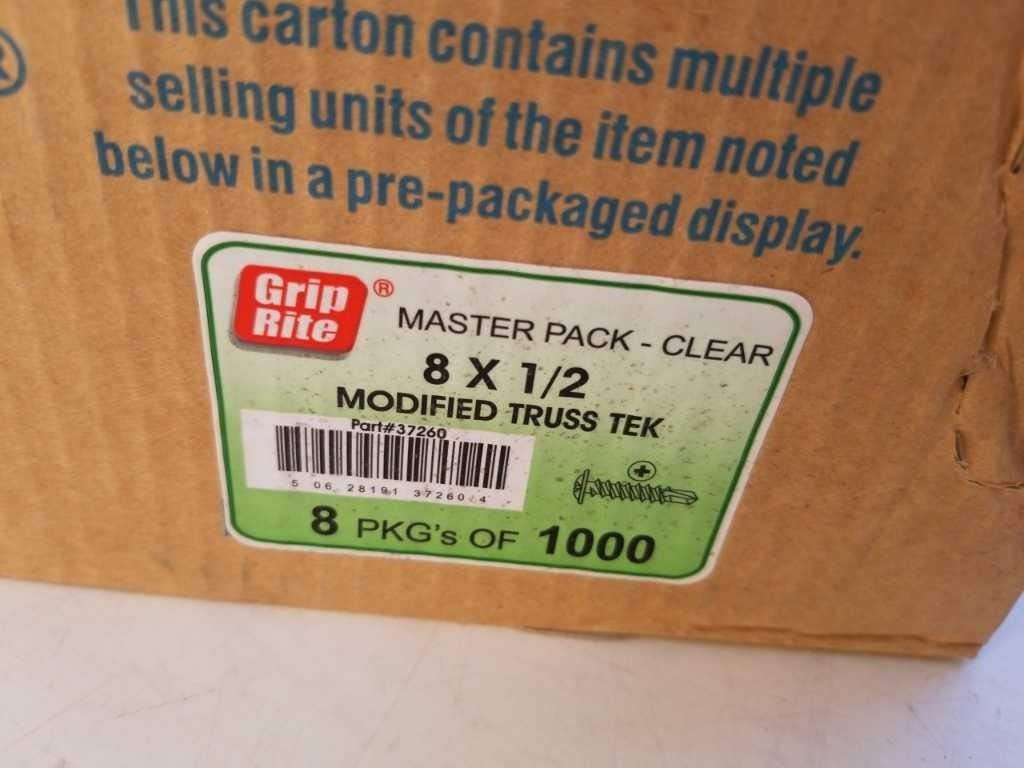 This carton contains multiple
selling units of the item noted
below in a pre-packaged display.
®
Grip
Rite ®
MASTER PACK - CLEAR
8 X 1/2
MODIFIED TRUSS TEK
Part#37260
5 06 28191 37260 4
8 PKG's OF 1000